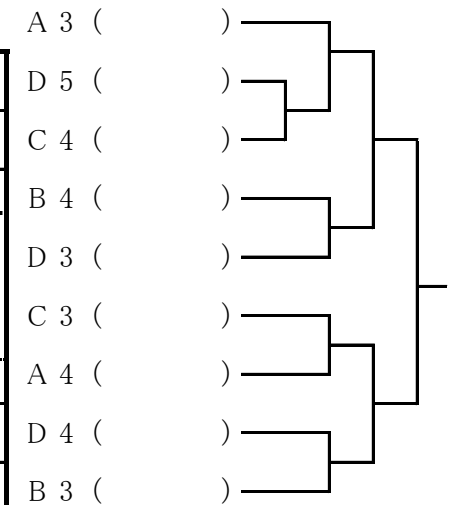 A 3 (　　　)
D 5 (　　　)
C 4 (　　　)
B 4 (　　　)
D 3 (　　　)
C 3 (　　　)
A 4 (　　　)
D 4 (　　　)
B 3 (　　　)